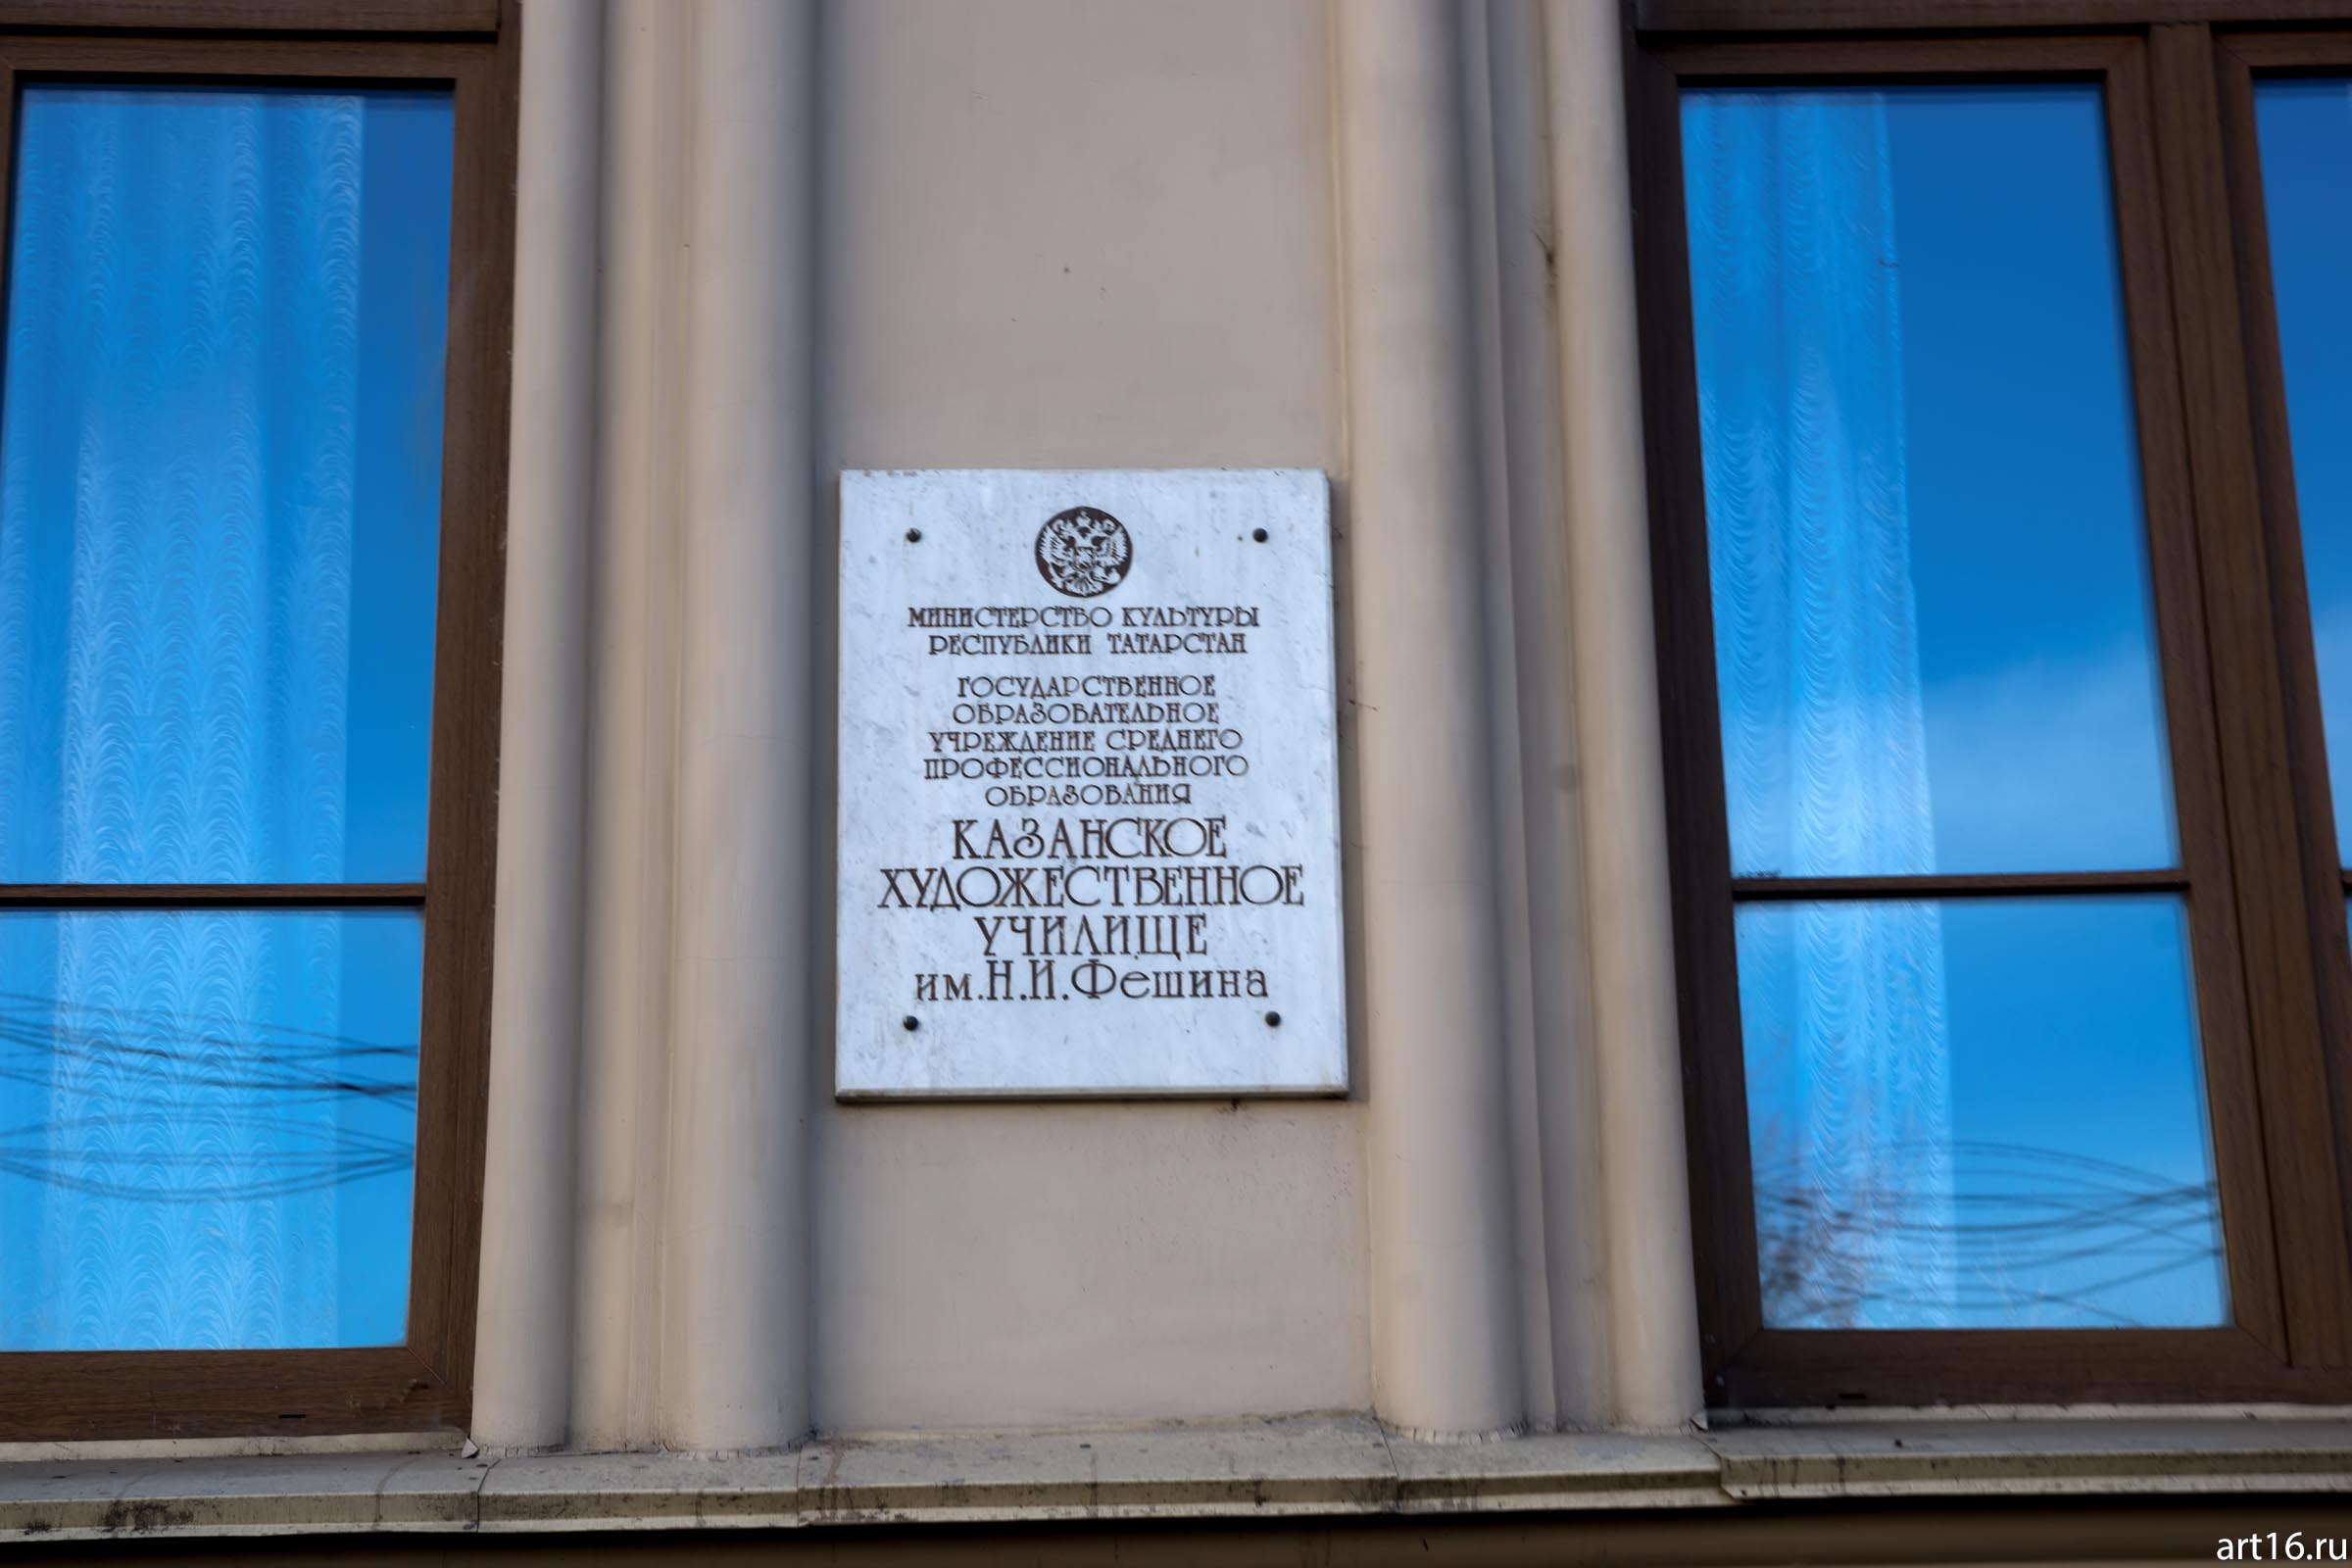 МИНИСТЕРСТВО КУЛЬТУРЫ
РЕСПУБЛИКИ ТАТАРСТАН
ГОСУДАРСТВЕННОЕ
ОБРАЗОВАТЕЛЬНОЕ
УЧРЕЖДЕНИЕ СРЕДНЕГО
ПРОФЕССИОНАЛЬНОГО
ОБРАЗОВАНИЯ
КАЗАНСКОЕ
ХУДОЖЕСТВЕННОЕ
УЧИЛИЩЕ
им.Н.И.Фешина
art16.ru